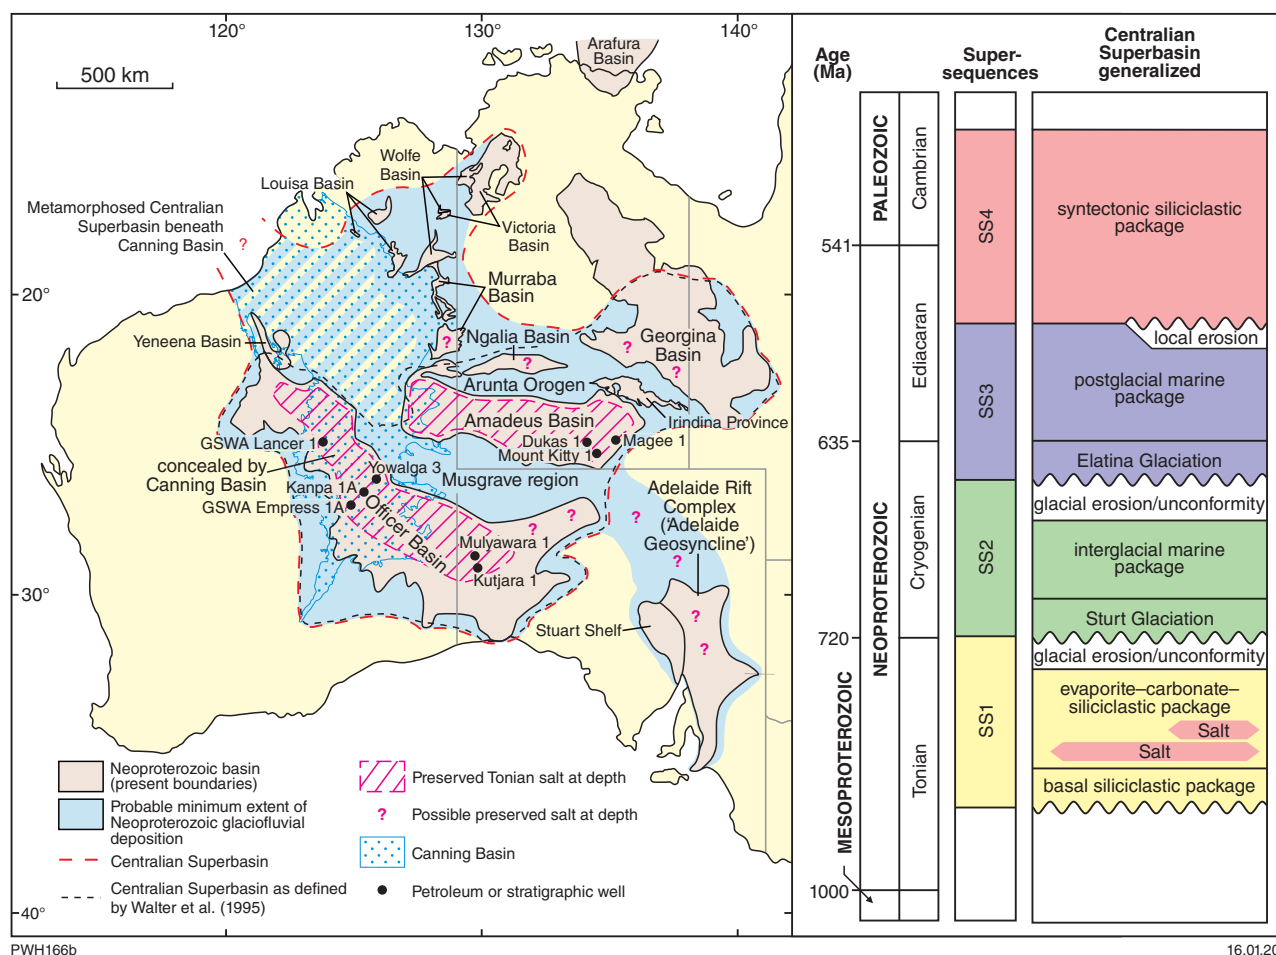 120°
130°
140°
500 km
Arafura
Basin
Wolfe
Basin
Louisa Basin
Metamorphosed Central
Superbasin beneath
Canning Basin
?
Victoria
Basin
Murraba
Basin
20°
Yeneena Basin
Ngalia Basin
?
?
?
Georgina
Basin
?
Arunta Orogen
Amadeus Basin
Irindina Province
GSWA Lancer 1
Dukas 1
Magee 1
Mount Kitty 1
concealed by
Canning Basin
Yowalga 3
Kanpa 1A
Musgrave region
GSWA Empress 1A
Officer Basin
Adelaide Rift
Complex
('Adelaide
Geosyncline')
?
?
?
?
Mulyawara 1
Kutjara 1
30°
Stuart Shelf
?
?
40°
Neoproterozoic basin
(present boundaries)
Probable minimum extent of
Neoproterozoic glaciofluvial
deposition
Centralian Superbasin
Centralian Superbasin as defined
by Walter et al. (1995)
Preserved Tonian salt at depth
? Possible preserved salt at depth
Canning Basin
Petroleum or stratigraphic well
PWH166b
Age
(Ma)
Super-
sequences
Centralian
Superbasin
generalized
PALEOZOIC
Cambrian
541
SS4
syntectonic siliciclastic
package
local erosion
Ediacaran
SS3
postglacial marine
package
635
Elatina Glaciation
glacial erosion/unconformity
NEOPROTEROZOIC
Cryogenian
SS2
interglacial marine
package
Sturt Glaciation
720
glacial erosion/unconformity
MESOPROTEROZOIC
Tonian
SS1
evaporite–carbonate–
siliciclastic package
Salt
Salt
basal siliciclastic package
1000
16.01.20